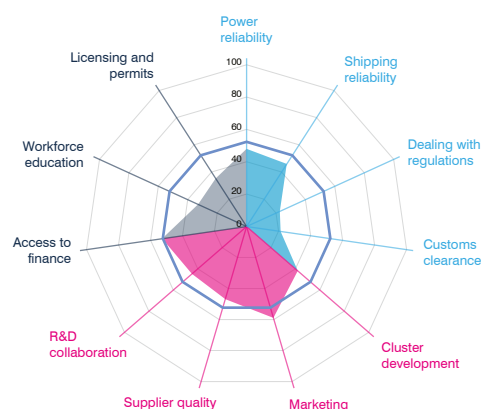 Power
reliability
Licensing and
permits
Shipping
reliability
100
80
60
40
20
0
Workforce
education
Dealing with
regulations
Access to
finance
Customs
clearance
R&D
collaboration
Cluster
development
Supplier quality
Marketing